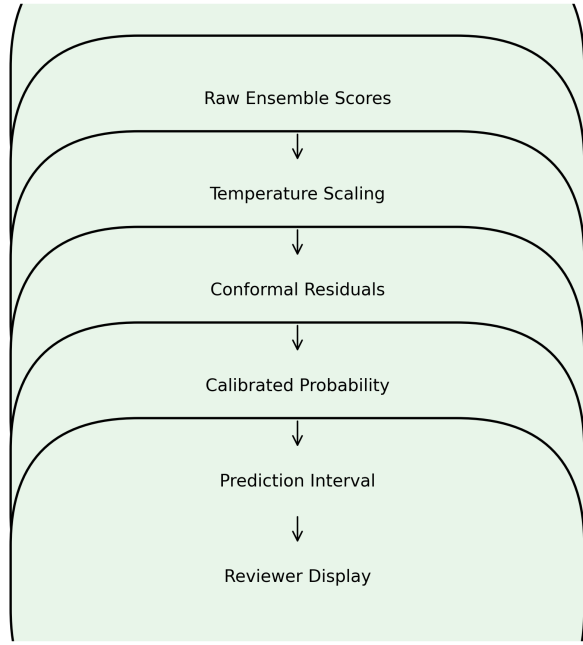 Raw Ensemble Scores
Temperature Scaling
Conformal Residuals
Calibrated Probability
Prediction Interval
Reviewer Display